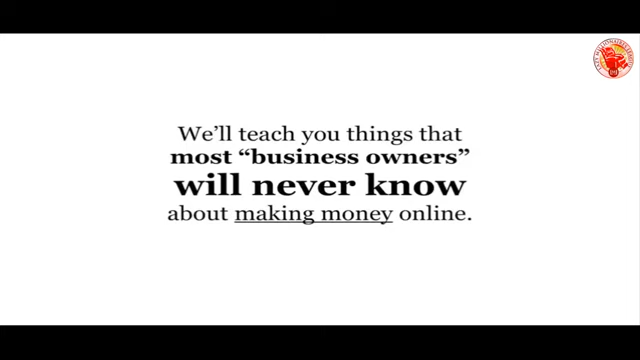 We'll teach you things that
most “business owners”
will never know
about making money online.